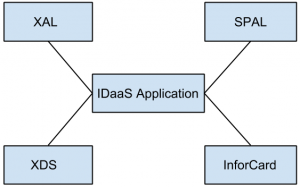 XAL
SPAL
IDaaS Application
XDS
InforCard